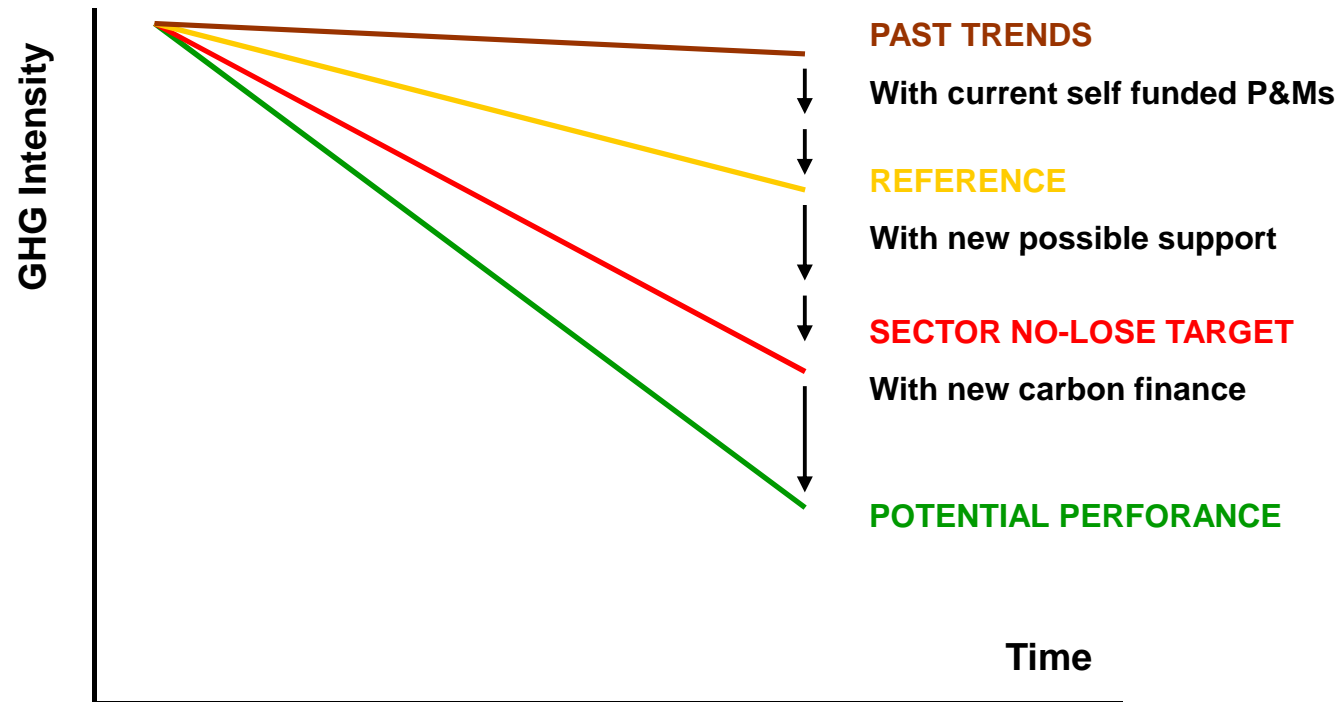 GHG Intensity
PAST TRENDS
With current self funded P&Ms
REFERENCE
With new possible support
SECTOR NO-LOSE TARGET
With new carbon finance
POTENTIAL PERFORANCE
Time